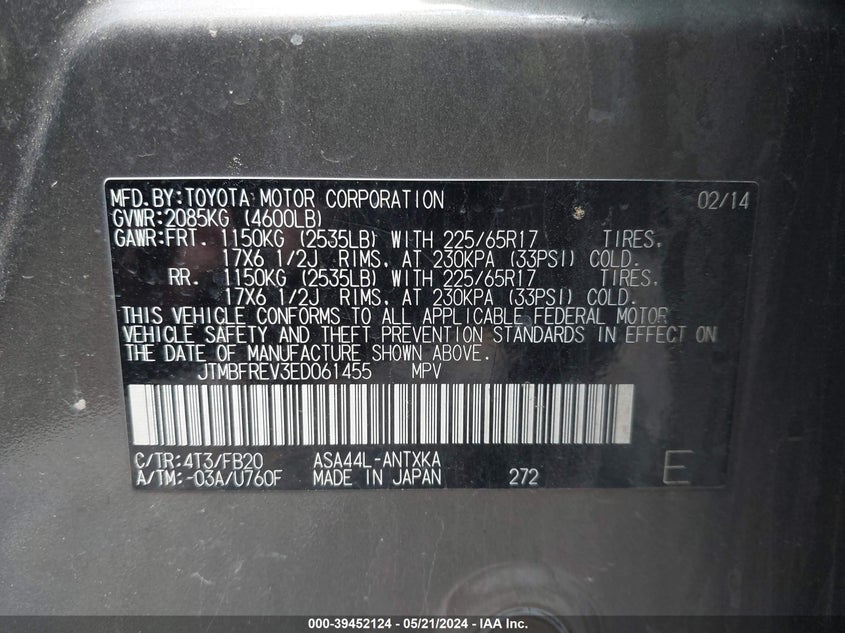 MFD.BY:TOYOTA MOTOR CORPORATION 02/14
GVWR:2085KG (4600LB)
GAWR:FRT. 1150KG (2535LB) WITH 225/65R17 TIRES,
17X6 1/2J RIMS, AT 230KPA (33PSI) COLD.
RR. 1150KG (2535LB) WITH 225/65R17 TIRES,
17X6 1/2J RIMS, AT 230KPA (33PSI) COLD.
THIS VEHICLE CONFORMS TO ALL APPLICABLE FEDERAL MOTOR
VEHICLE SAFETY AND THEFT PREVENTION STANDARDS IN EFFECT ON
THE DATE OF MANUFACTURE SHOWN ABOVE.
JTMBFREV3ED061455 MPV
C/TR:4T3/FB20 ASA44L-ANTXKA
A/TM:-03A/U760F MADE IN JAPAN 272 E
000-39452124 - 05/21/2024 - IAA Inc.